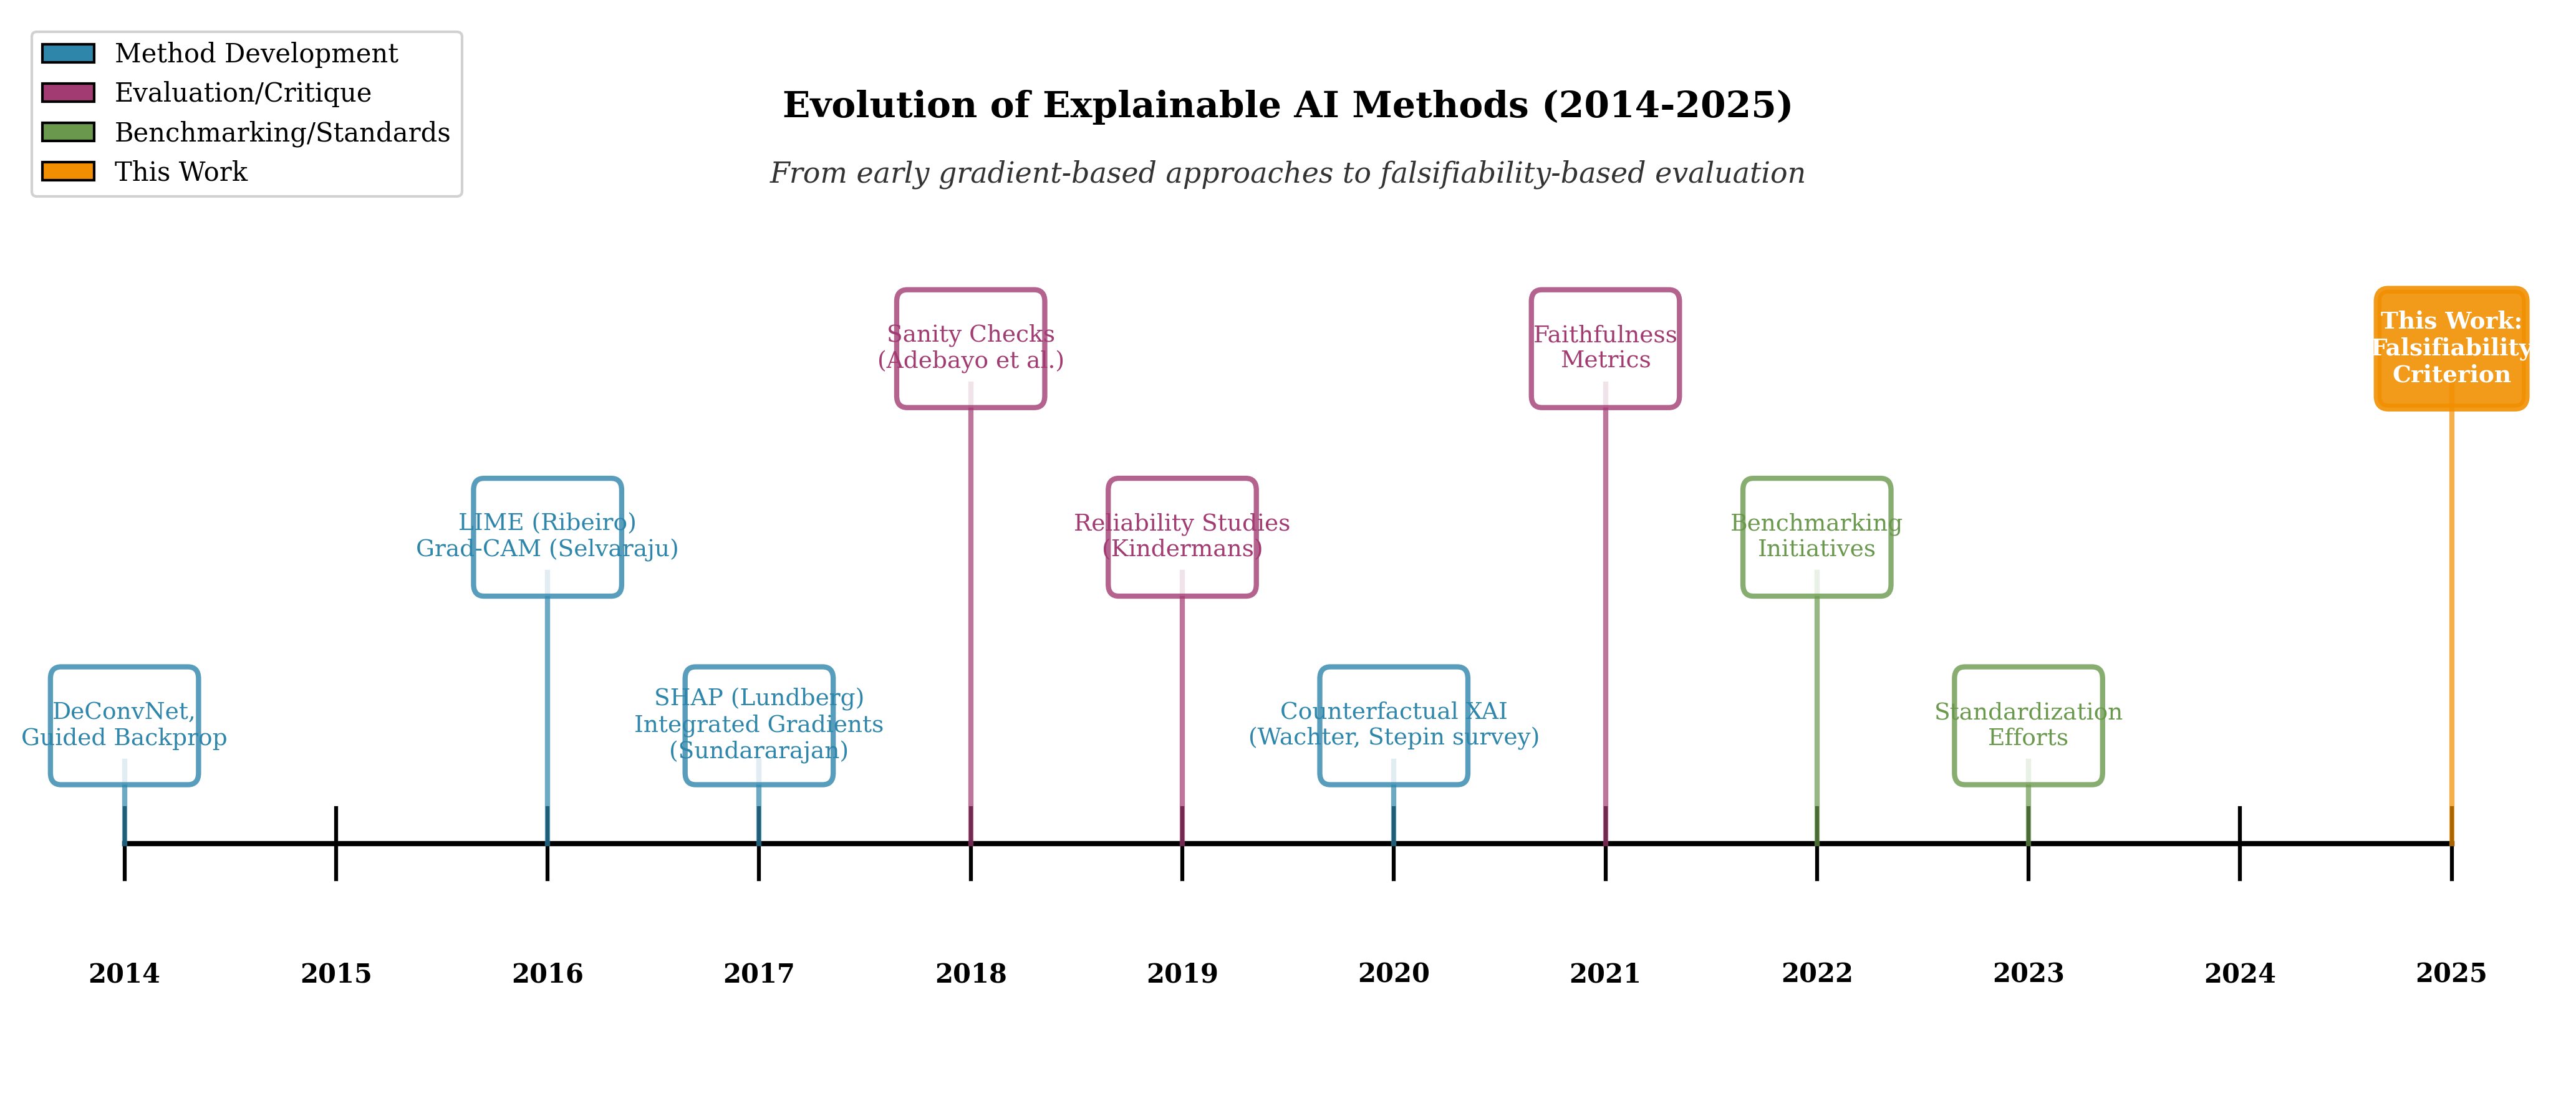 Method Development
Evaluation/Critique
Benchmarking/Standards
This Work
Evolution of Explainable AI Methods (2014-2025)
From early gradient-based approaches to falsifiability-based evaluation
DeConvNet,
Guided Backprop
LIME (Ribeiro)
Grad-CAM (Selvaraju)
SHAP (Lundberg)
Integrated Gradients
(Sundararajan)
Sanity Checks
(Adebayo et al.)
Reliability Studies
(Kindermans)
Counterfactual XAI
(Wachter, Stepin survey)
Faithfulness
Metrics
Benchmarking
Initiatives
Standardization
Efforts
This Work:
Falsifiability
Criterion
2014
2015
2016
2017
2018
2019
2020
2021
2022
2023
2024
2025